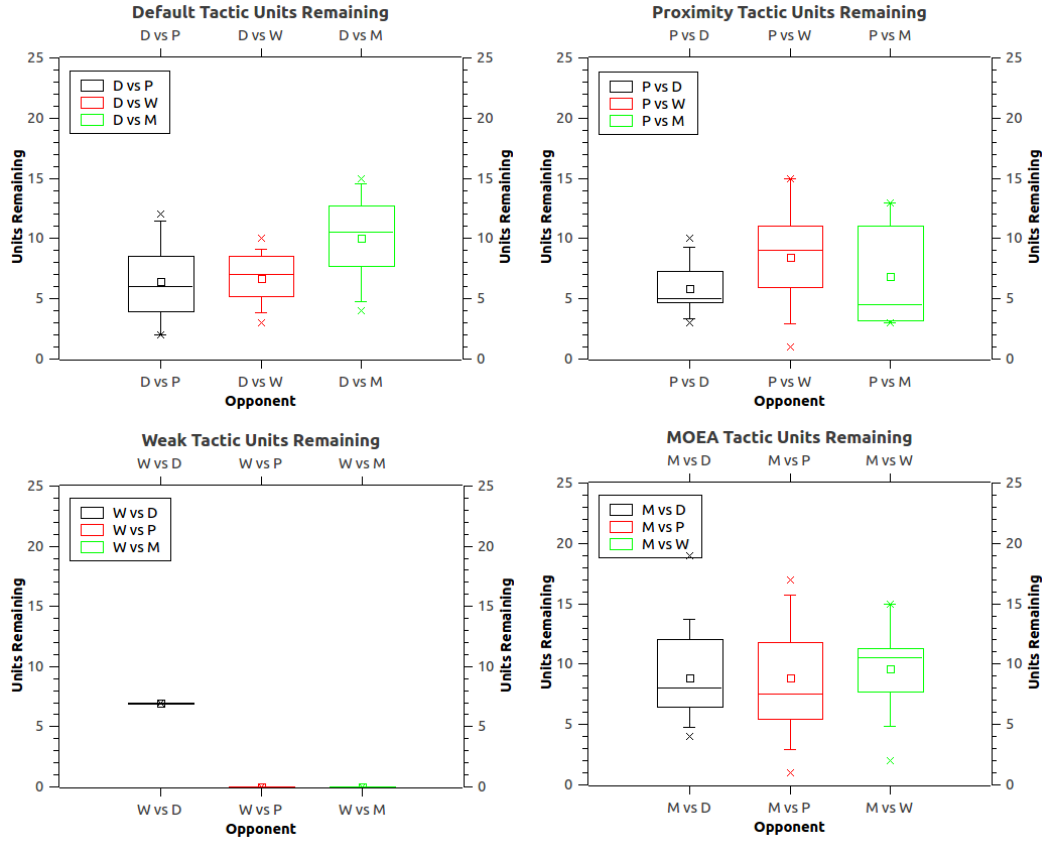 Default Tactic Units Remaining
D vs P D vs W D vs M
25 25
D vs P
D vs W
D vs M
20 20
15 15
10 10
5 5
0 0
Units Remaining
Units Remaining
D vs P D vs W D vs M
Opponent
Proximity Tactic Units Remaining
P vs D P vs W P vs M
25 25
P vs D
P vs W
P vs M
20 20
15 15
10 10
5 5
0 0
Units Remaining
Units Remaining
P vs D P vs W P vs M
Opponent
Weak Tactic Units Remaining
W vs D W vs P W vs M
25 25
W vs D
W vs P
W vs M
20 20
15 15
10 10
5 5
0 0
Units Remaining
Units Remaining
W vs D W vs P W vs M
Opponent
MOEA Tactic Units Remaining
M vs D M vs P M vs W
25 25
M vs D
M vs P
M vs W
20 20
15 15
10 10
5 5
0 0
Units Remaining
Units Remaining
M vs D M vs P M vs W
Opponent